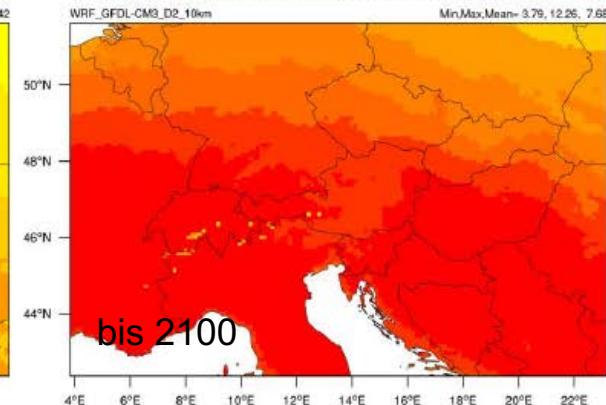 42 WRF_GFDL-CM3_D2_10km Min,Max,Mean= 3.79, 12.26, 7.68
50°N
48°N
46°N
44°N
bis 2100
4°E 6°E 8°E 10°E 12°E 14°E 16°E 18°E 20°E 22°E